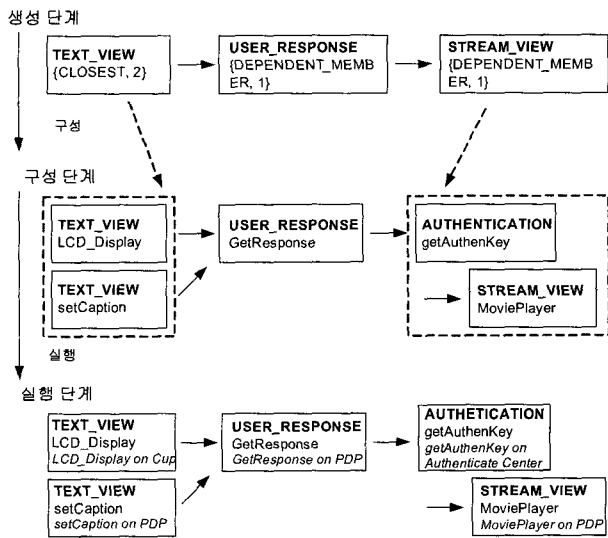 생성 단계
TEXT_VIEW
{CLOSEST, 2}
USER_RESPONSE
{DEPENDENT_MEMB
ER, 1}
STREAM_VIEW
{DEPENDENT_MEMB
ER, 1}
구성
구성 단계
TEXT_VIEW
LCD_Display
USER_RESPONSE
GetResponse
AUTHENTICATION
getAuthenKey
TEXT_VIEW
setCaption
STREAM_VIEW
MoviePlayer
실행
실행 단계
TEXT_VIEW
LCD_Display
LCD_Display on Cup
USER_RESPONSE
GetResponse
GetResponse on PDP
AUTHETICATION
getAuthenKey
getAuthenKey on
Authenticate Center
TEXT_VIEW
setCaption
setCaption on PDP
STREAM_VIEW
MoviePlayer
MoviePlayer on PDP